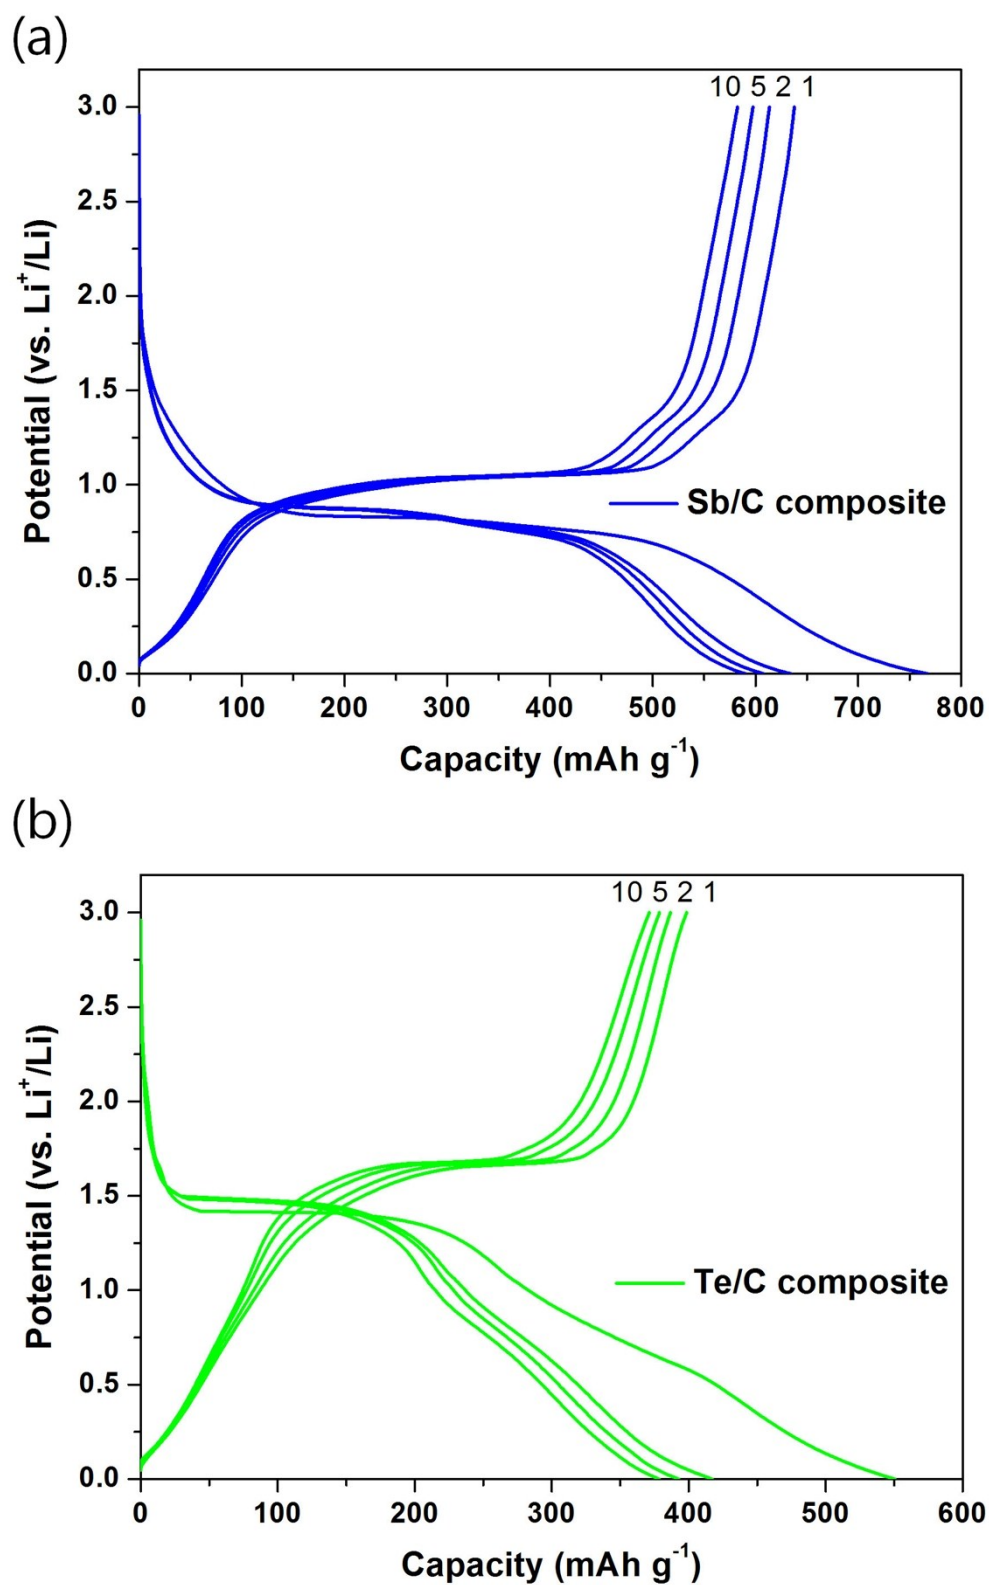 (a)
10 5 2 1
3.0
2.5
2.0
1.5
1.0
0.5
0.0
Potential (vs. Li⁺/Li)
Sb/C composite
0 100 200 300 400 500 600 700 800
Capacity (mAh g⁻¹)
(b)
10 5 2 1
3.0
2.5
2.0
1.5
1.0
0.5
0.0
Potential (vs. Li⁺/Li)
Te/C composite
0 100 200 300 400 500 600
Capacity (mAh g⁻¹)